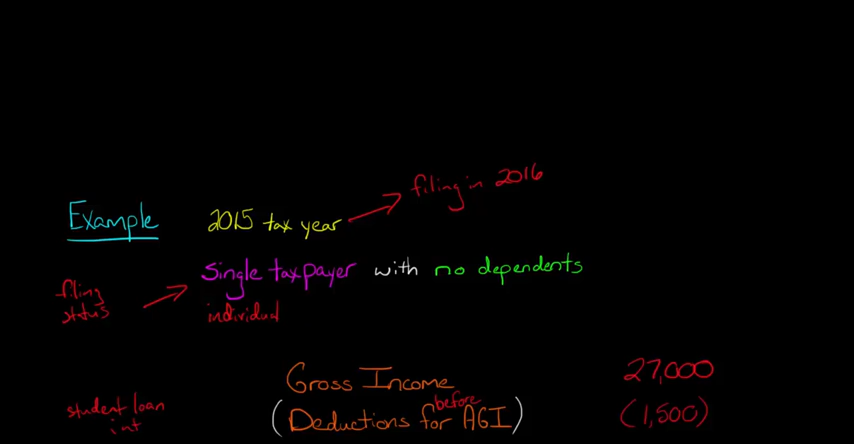 filing in 2016
Example 2015 tax year
Single taxpayer with no dependents
filing
status
individual
Gross Income 27,000
student loan
int
before
(Deductions for AGI) (1,500)